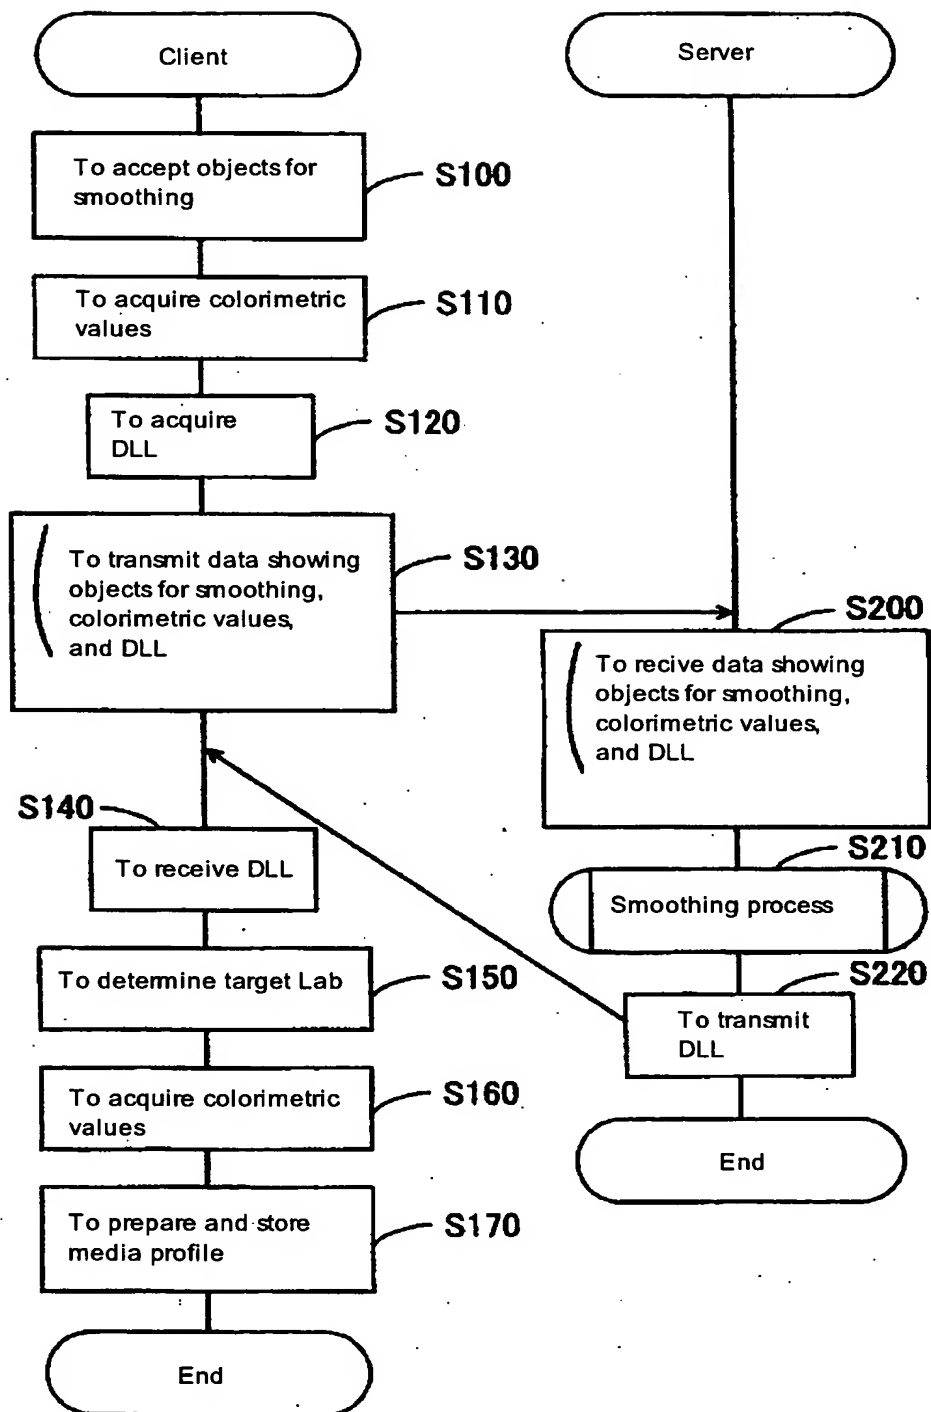 Client
Server
To accept objects for
smoothing
S100
To acquire colorimetric
values
S110
To acquire
DLL
S120
To transmit data showing
objects for smoothing,
colorimetric values,
and DLL
S130
S200
To recive data showing
objects for smoothing,
colorimetric values,
and DLL
S140
To receive DLL
S210
Smoothing process
To determine target Lab
S150
S220
To transmit
DLL
To acquire colorimetric
values
S160
End
To prepare and store
media profile
S170
End